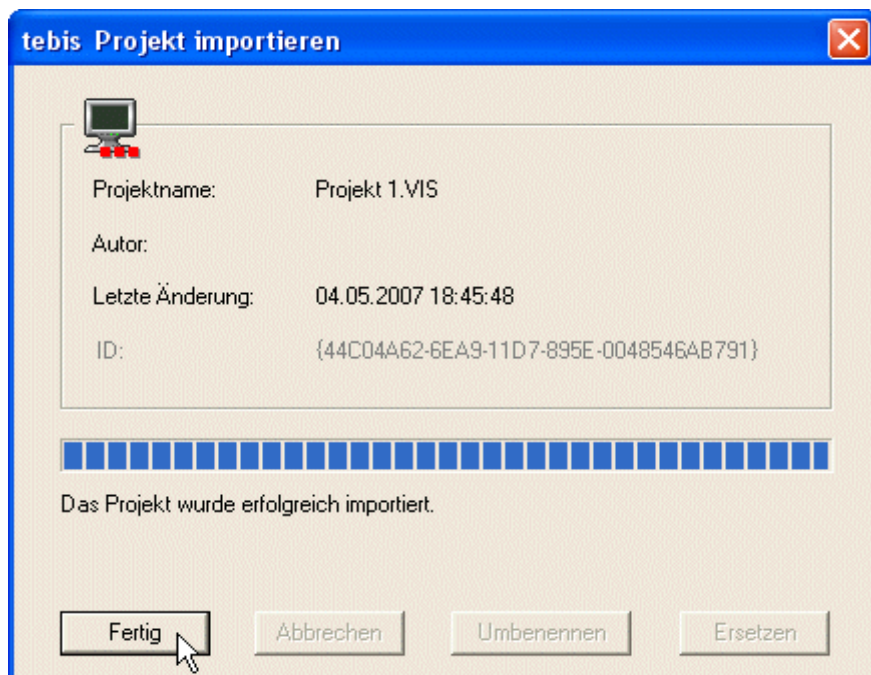 tebis Projekt importieren
Projektname: Projekt 1.VIS
Autor:
Letzte Änderung: 04.05.2007 18:45:48
ID: {44C04A62-6EA9-11D7-895E-0048546AB791}
Das Projekt wurde erfolgreich importiert.
Fertig Abbrechen Umbenennen Ersetzen